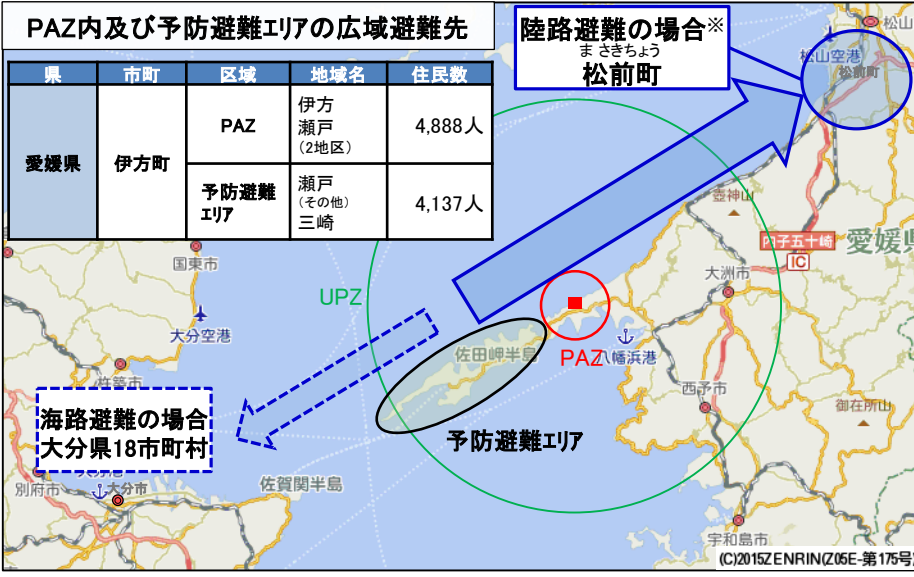 PAZ内及び予防避難エリアの広域避難先
県 市町 区域 地域名 住民数
愛媛県 伊方町 PAZ 伊方
瀬戸
(2地区) 4,888人
予防避難
エリア 瀬戸
(その他)
三崎 4,137人
陸路避難の場合※
まさきちょう
松前町
松山空港
松前町
松山
壺神山
内子五十崎
IC
愛媛県
大洲市
国東市
大分空港
UPZ
佐田岬半島
PAZ
八幡浜港
杵築市
西予市
御在所山
海路避難の場合
大分県18市町村
予防避難エリア
別府市
大分市
佐賀関半島
宇和島市
(C)2015ZENRIN(Z05E-第175号)